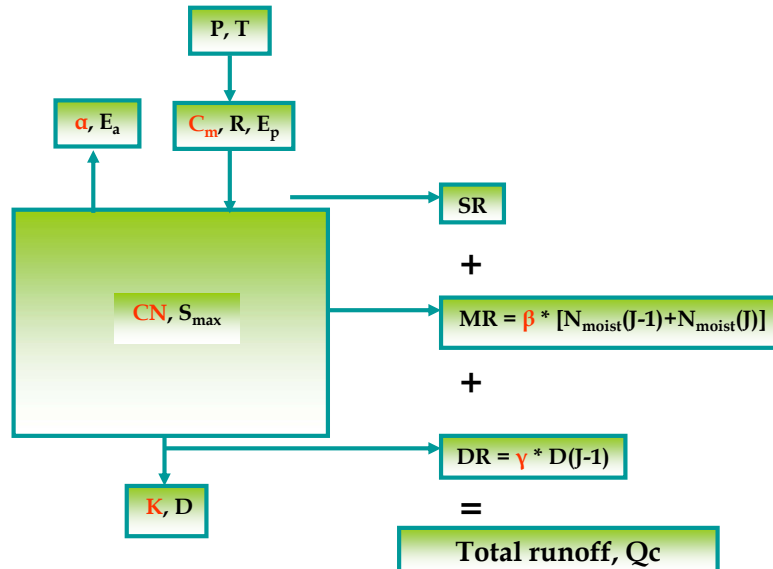 P, T
α, Eₐ
Cₘ, R, Eₚ
SR
+
CN, Sₘₐₓ
MR = β * [Nₘₒᵢₛₜ(J-1)+Nₘₒᵢₛₜ(J)]
+
DR = γ * D(J-1)
K, D
=
Total runoff, Qc